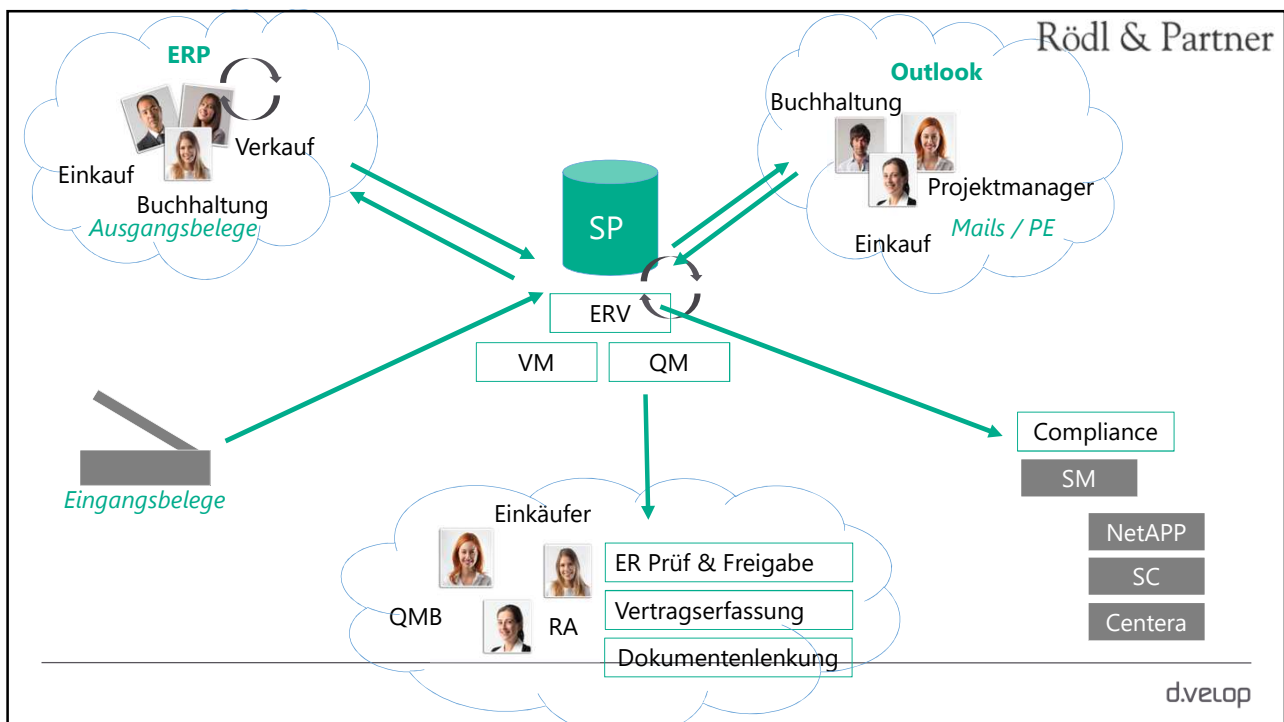 Rödl & Partner
ERP
Verkauf
Einkauf
Buchhaltung
Ausgangsbelege
Outlook
Buchhaltung
Projektmanager
Einkauf
Mails / PE
SP
ERV
VM
QM
Eingangsbelege
Compliance
SM
NetAPP
SC
Centera
Einkäufer
QMB
RA
ER Prüf & Freigabe
Vertragserfassung
Dokumentenlenkung
d.velop